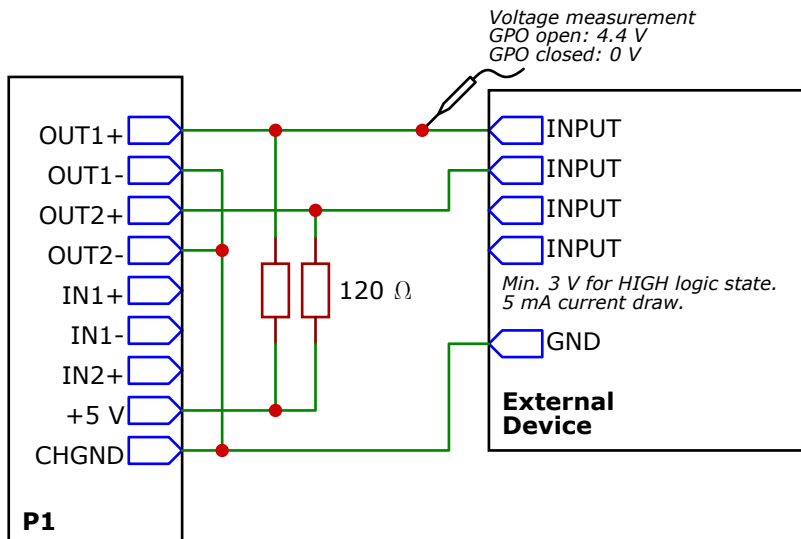 Voltage measurement
GPO open: 4.4 V
GPO closed: 0 V
OUT1+
OUT1-
OUT2+
OUT2-
IN1+
IN1-
IN2+
+5 V
CHGND
P1
120 Ω
INPUT
INPUT
INPUT
INPUT
Min. 3 V for HIGH logic state.
5 mA current draw.
GND
External
Device